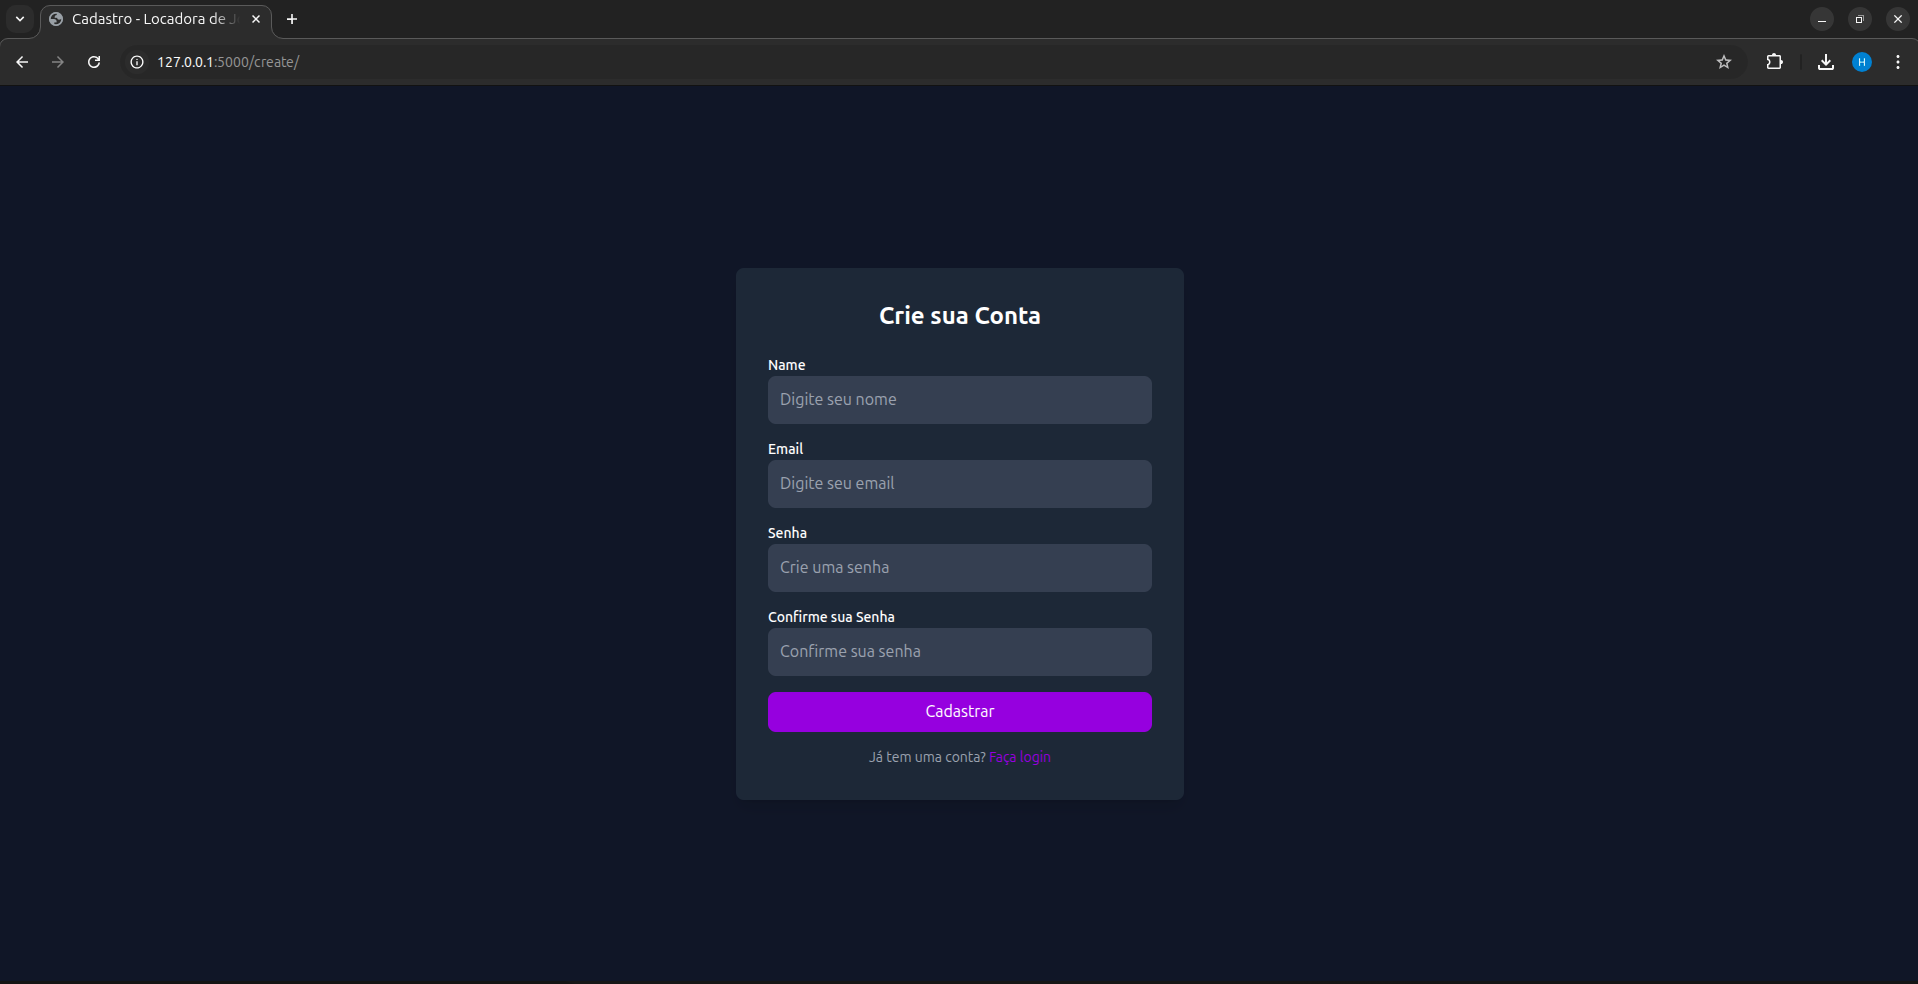 Cadastro - Locadora de J
127.0.0.1:5000/create/
H
Crie sua Conta
Name
Digite seu nome
Email
Digite seu email
Senha
Crie uma senha
Confirme sua Senha
Confirme sua senha
Cadastrar
Já tem uma conta? Faça login